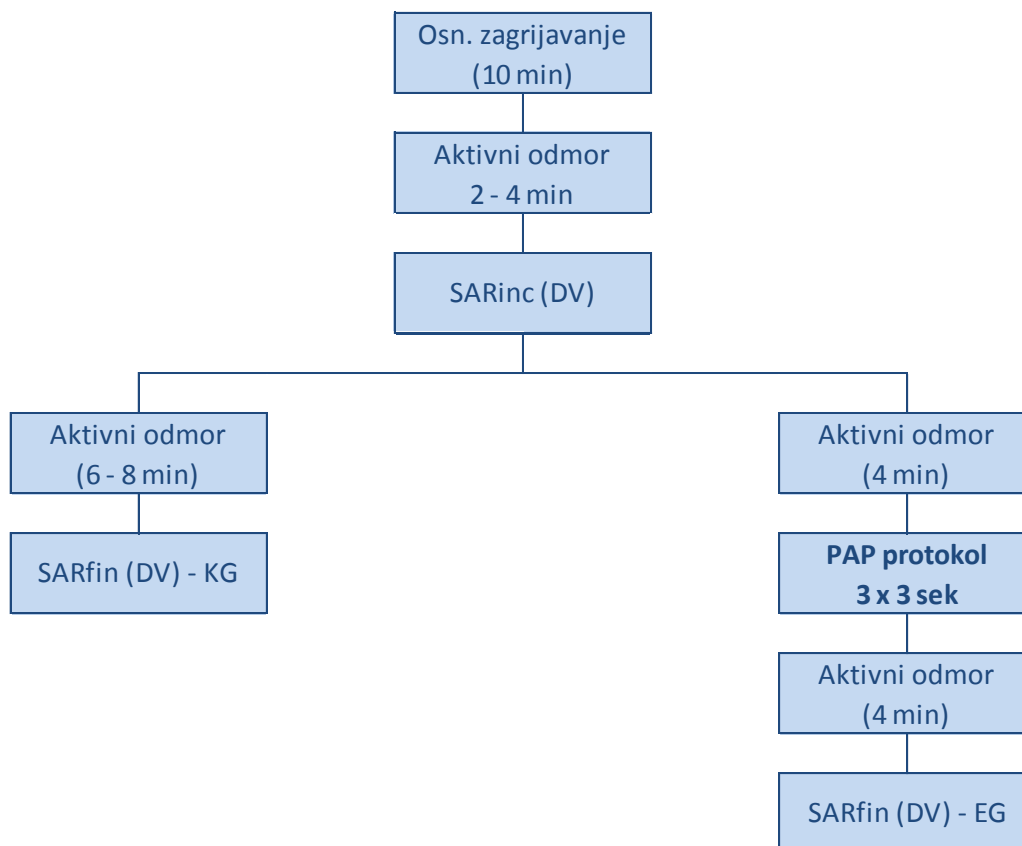 Osn. zagrijavanje
(10 min)
Aktivni odmor
2 - 4 min
SARinc (DV)
Aktivni odmor
(6 - 8 min)
SARfin (DV) - KG
Aktivni odmor
(4 min)
PAP protokol
3 x 3 sek
Aktivni odmor
(4 min)
SARfin (DV) - EG